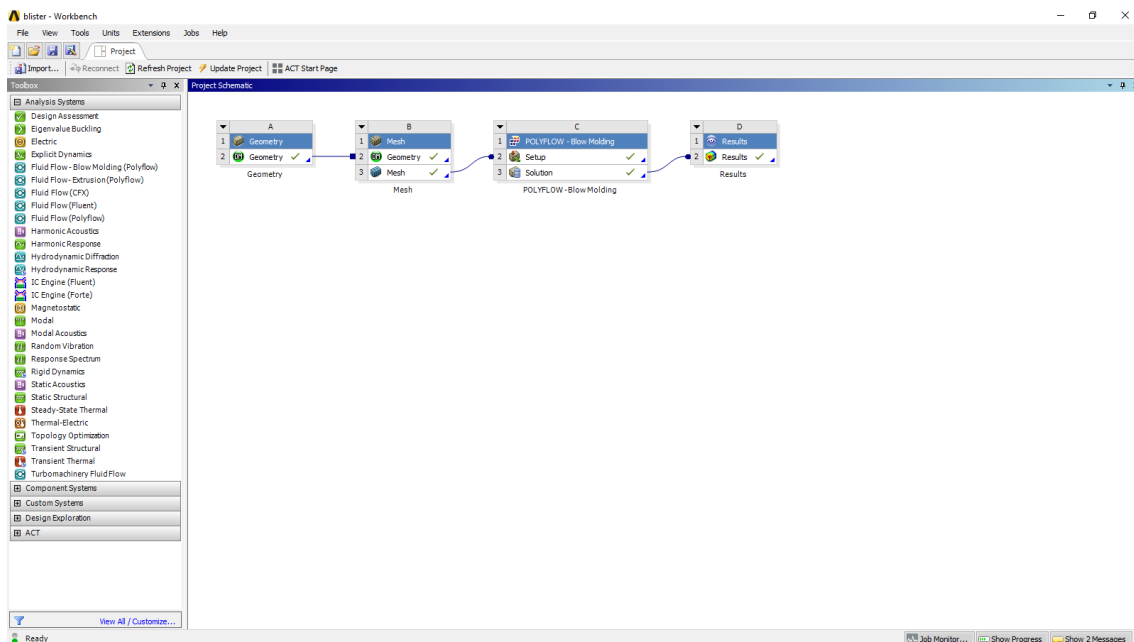 blister - Workbench
File View Tools Units Extensions Jobs Help
Project
Import... Reconnect Refresh Project Update Project ACT Start Page
Toolbox
Project Schematic
Analysis Systems
Design Assessment
Eigenvalue Buckling
Electric
Explicit Dynamics
Fluid Flow - Blow Molding (Polyflow)
Fluid Flow - Extrusion (Polyflow)
Fluid Flow (CFX)
Fluid Flow (Fluent)
Fluid Flow (Polyflow)
Harmonic Acoustics
Harmonic Response
Hydrodynamic Diffraction
Hydrodynamic Response
IC Engine (Fluent)
IC Engine (Forte)
Magnetostatic
Modal
Modal Acoustics
Random Vibration
Response Spectrum
Rigid Dynamics
Static Acoustics
Static Structural
Steady-State Thermal
Thermal-Electric
Topology Optimization
Transient Structural
Transient Thermal
Turbomachinery Fluid Flow
Component Systems
Custom Systems
Design Exploration
ACT
View All / Customize...
A
1 Geometry
2 Geometry
Geometry
B
1 Mesh
2 Geometry
3 Mesh
Mesh
C
1 POLYFLOW - Blow Molding
2 Setup
3 Solution
POLYFLOW - Blow Molding
D
1 Results
2 Results
Results
Ready
Job Monitor... Show Progress Show 2 Messages